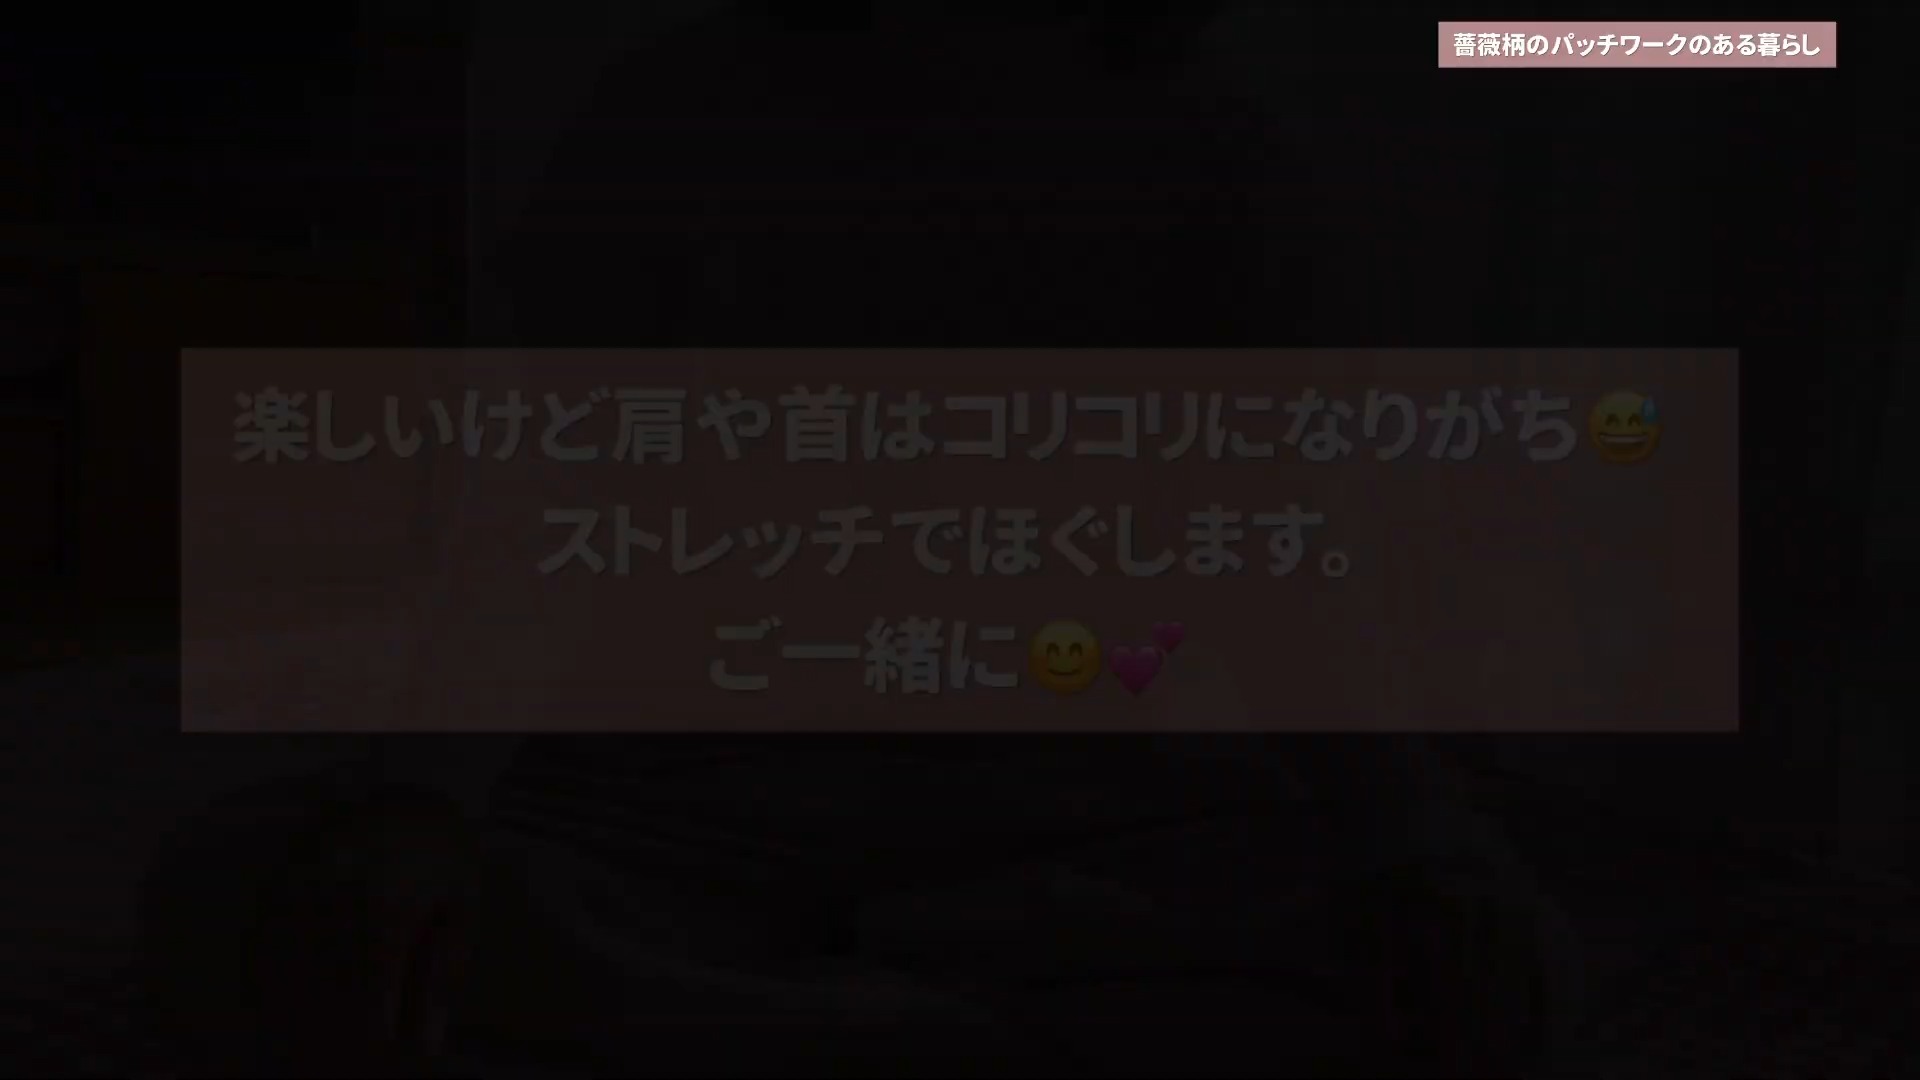 薔薇柄のパッチワークのある暮らし
楽しいけど肩や首はコリコリになりがち😅
ストレッチでほぐします。
ご一緒に😊💕